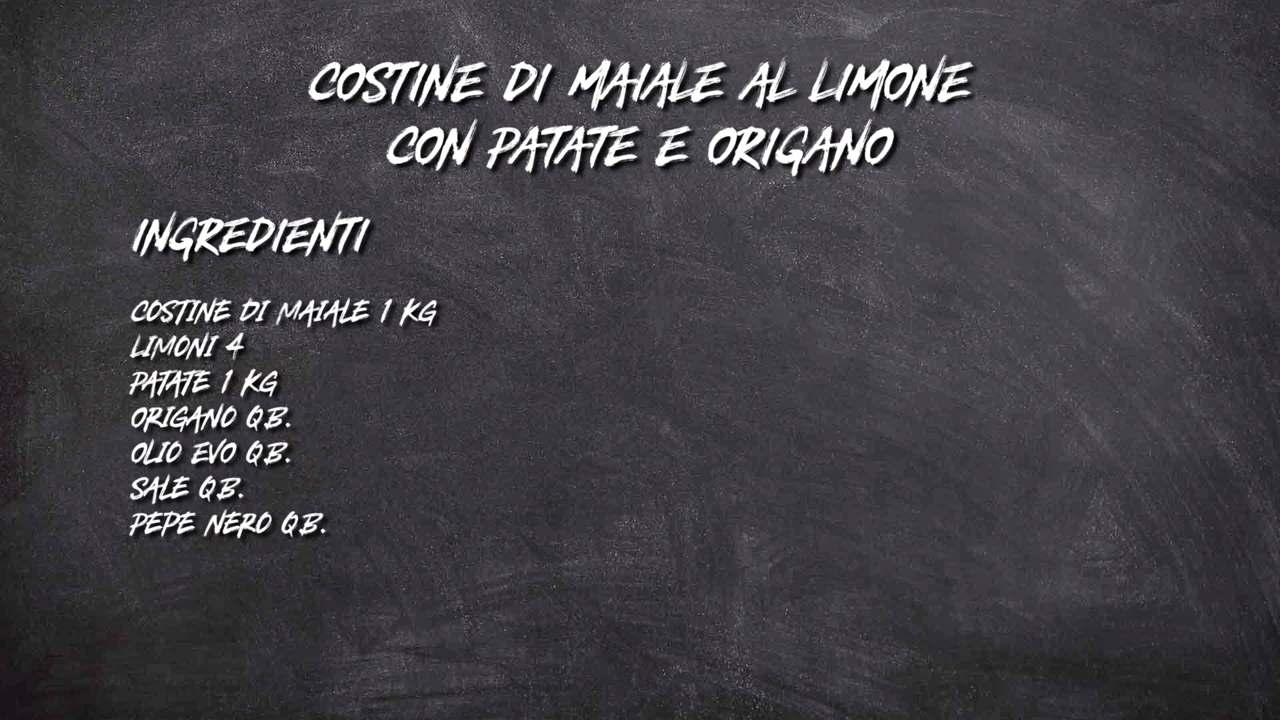 COSTINE DI MAIALE AL LIMONE
CON PATATE E ORIGANO
INGREDIENTI
COSTINE DI MAIALE 1 KG
LIMONI 4
PATATE 1 KG
ORIGANO Q.B.
OLIO EVO Q.B.
SALE Q.B.
PEPE NERO Q.B.